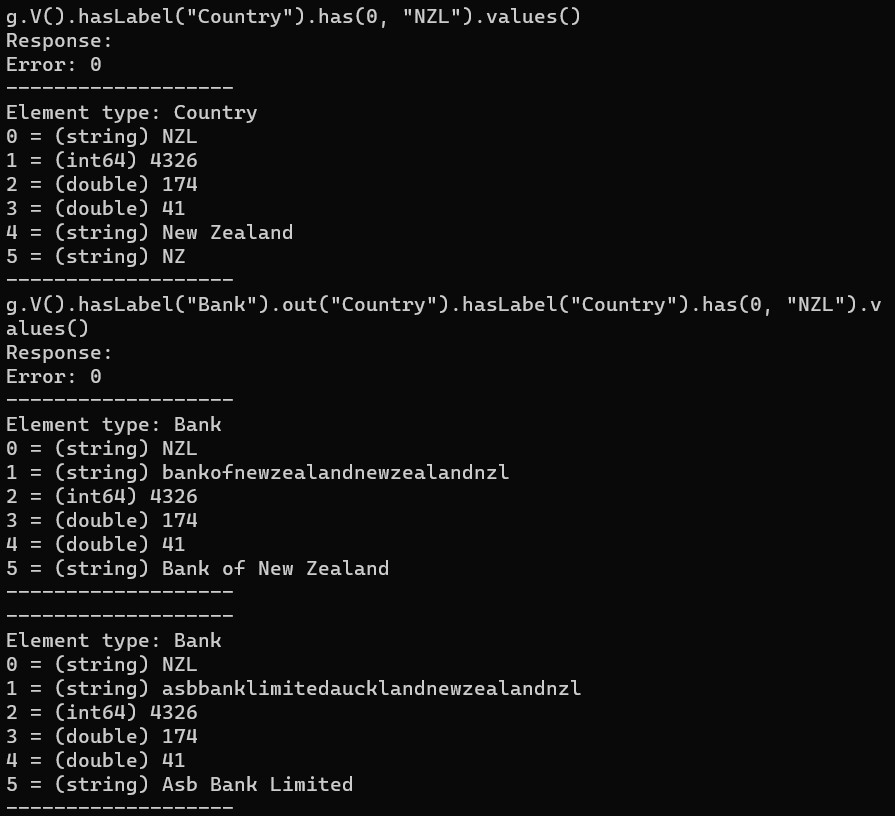 g.V().hasLabel("Country").has(0, "NZL").values()
Response:
Error: 0
-------------------
Element type: Country
0 = (string) NZL
1 = (int64) 4326
2 = (double) 174
3 = (double) 41
4 = (string) New Zealand
5 = (string) NZ
-------------------
g.V().hasLabel("Bank").out("Country").hasLabel("Country").has(0, "NZL").v
alues()
Response:
Error: 0
-------------------
Element type: Bank
0 = (string) NZL
1 = (string) bankofnewzealandnewzealandnzl
2 = (int64) 4326
3 = (double) 174
4 = (double) 41
5 = (string) Bank of New Zealand
-------------------
-------------------
Element type: Bank
0 = (string) NZL
1 = (string) asbbanklimitedaucklandnewzealandnzl
2 = (int64) 4326
3 = (double) 174
4 = (double) 41
5 = (string) Asb Bank Limited
-------------------